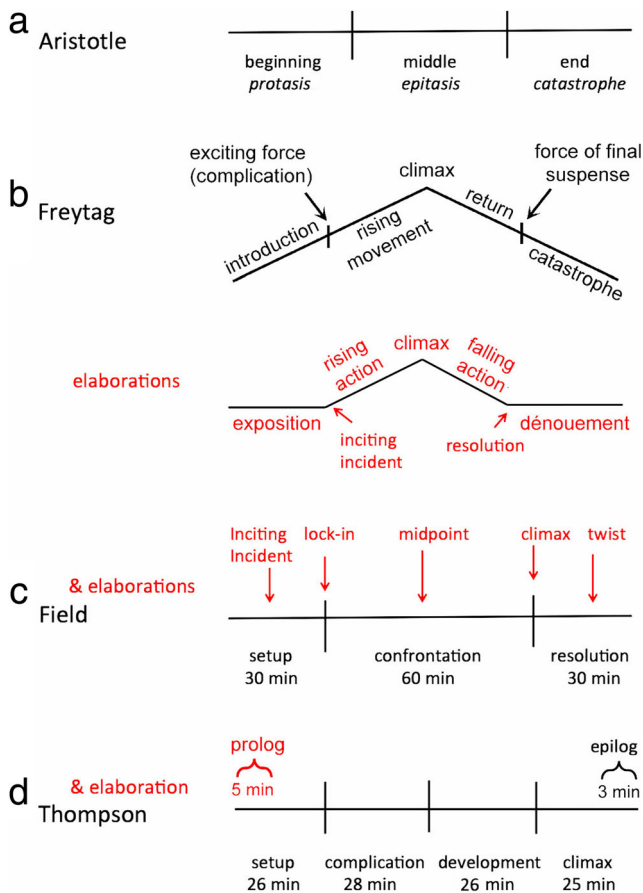 a
Aristotle
beginning
protasis
middle
epitasis
end
catastrophe
b
Freytag
exciting force
(complication)
climax
force of final
suspense
introduction
rising
movement
return
catastrophe
elaborations
rising
action
climax
falling
action
exposition
inciting
incident
resolution
dénouement
Inciting
Incident
lock-in
midpoint
climax
twist
& elaborations
c
Field
setup
30 min
confrontation
60 min
resolution
30 min
prolog
5 min
epilog
3 min
& elaboration
d
Thompson
setup
26 min
complication
28 min
development
26 min
climax
25 min